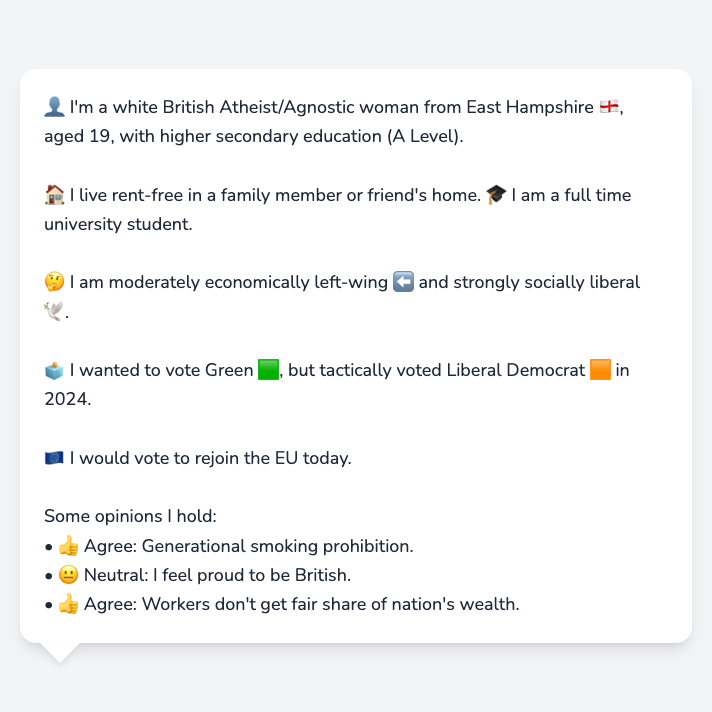 👤 I'm a white British Atheist/Agnostic woman from East Hampshire 🏴󠁧󠁢󠁥󠁮󠁧󠁿,
aged 19, with higher secondary education (A Level).
🏠 I live rent-free in a family member or friend's home. 🎓 I am a full time
university student.
🤔 I am moderately economically left-wing ⬅️ and strongly socially liberal
🕊️.
🗳️ I wanted to vote Green 🟩, but tactically voted Liberal Democrat 🟧 in
2024.
🇪🇺 I would vote to rejoin the EU today.
Some opinions I hold:
• 👍 Agree: Generational smoking prohibition.
• 😐 Neutral: I feel proud to be British.
• 👍 Agree: Workers don't get fair share of nation's wealth.